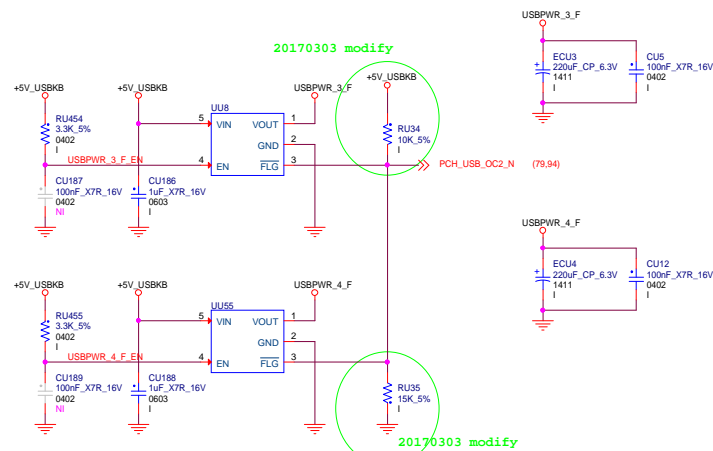 USBPWR_3_F
20170303 modify
ECU3
220uF_CP_6.3V
1411
I
CU5
100nF_X7R_16V
0402
I
+5V_USBKB
+5V_USBKB
USBPWR_3_F
+5V_USBKB
RU454
3.3K_5%
0402
I
UU8
5 VIN VOUT 1
GND 2
4 EN FLG 3
RU34
10K_5%
I
USBPWR_3_F_EN
PCH_USB_OC2_N (79,94)
CU187
100nF_X7R_16V
0402
NI
CU186
1uF_X7R_16V
0603
I
USBPWR_4_F
ECU4
220uF_CP_6.3V
1411
I
CU12
100nF_X7R_16V
0402
I
+5V_USBKB
+5V_USBKB
USBPWR_4_F
RU455
3.3K_5%
0402
I
UU55
5 VIN VOUT 1
GND 2
4 EN FLG 3
USBPWR_4_F_EN
CU189
100nF_X7R_16V
0402
NI
CU188
1uF_X7R_16V
0603
I
RU35
15K_5%
I
20170303 modify